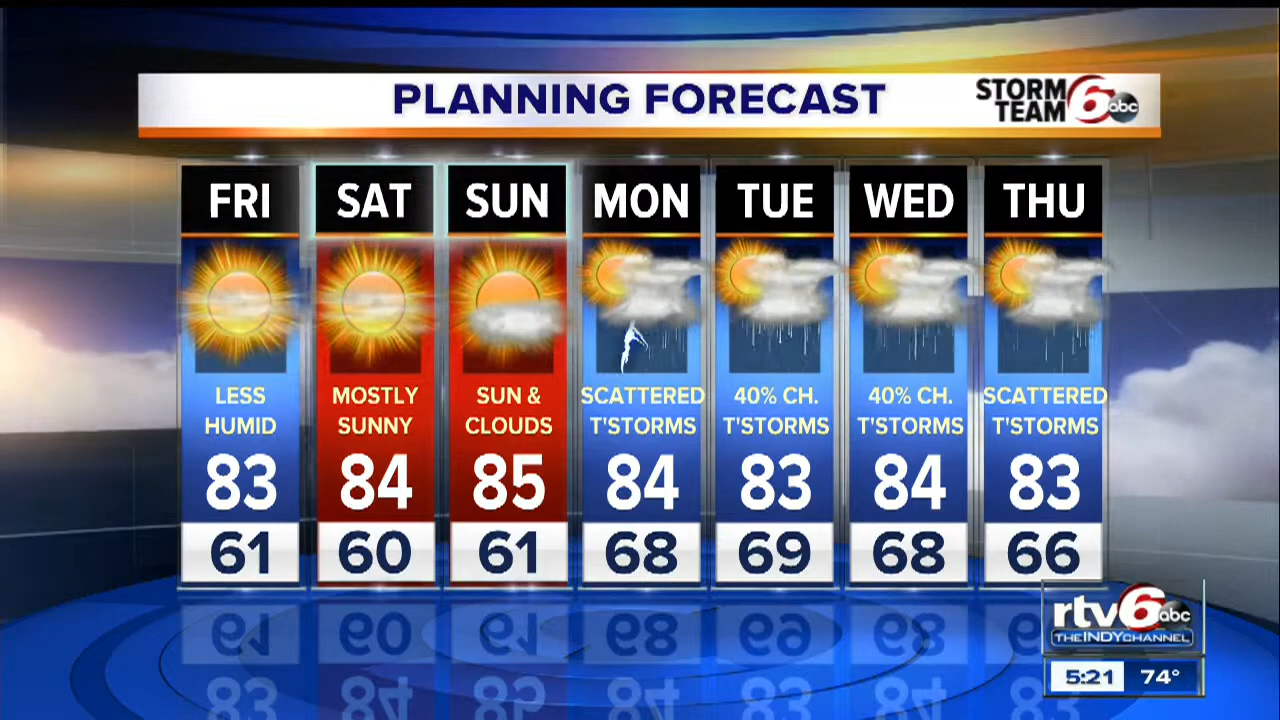 PLANNING FORECAST
STORM TEAM 6 abc
FRI SAT SUN MON TUE WED THU
LESS MOSTLY SUN & SCATTERED 40% CH. 40% CH. SCATTERED
HUMID SUNNY CLOUDS T'STORMS T'STORMS T'STORMS T'STORMS
83 84 85 84 83 84 83
61 60 61 68 69 68 66
rtv6 abc
THE INDY CHANNEL
5:21 74°